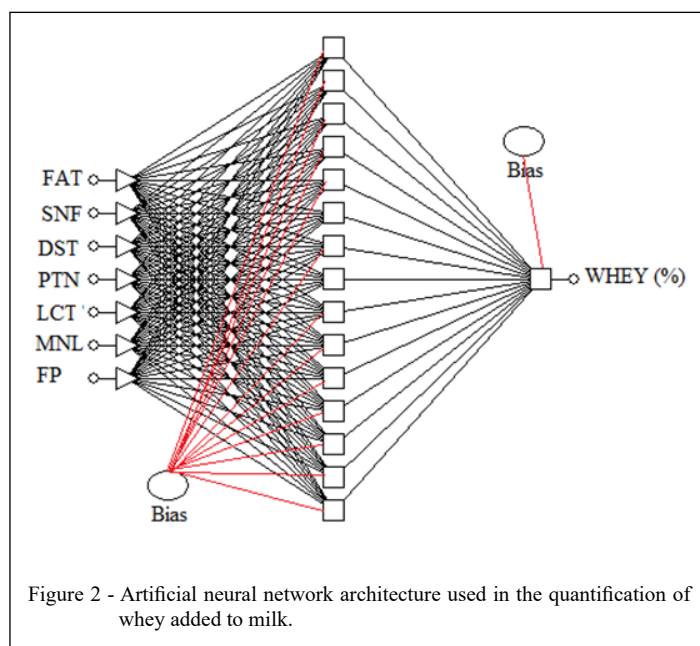 FAT
SNF
DST
PTN
LCT
MNL
FP
Bias
Bias
WHEY (%)
Figure 2 - Artificial neural network architecture used in the quantification of
whey added to milk.